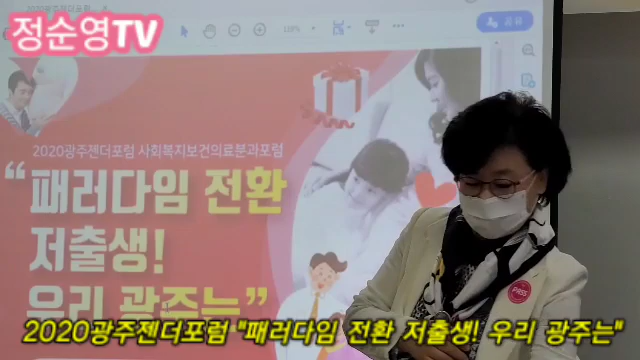 정순영TV
2020광주젠더포럼 사회복지보건의료분과포럼
"패러다임 전환
저출생!
우리 광주는"
2020광주젠더포럼 "패러다임 전환 저출생! 우리 광주는"